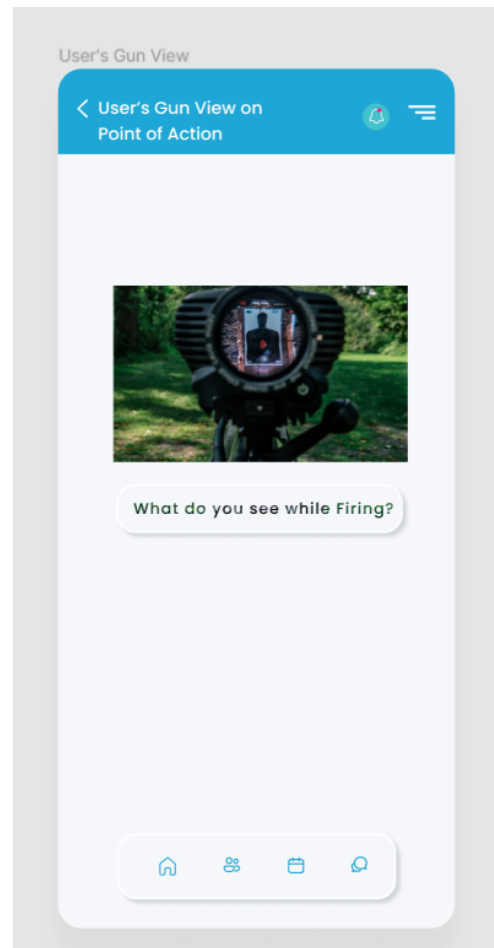 User's Gun View
User's Gun View on
Point of Action
What do you see while Firing?